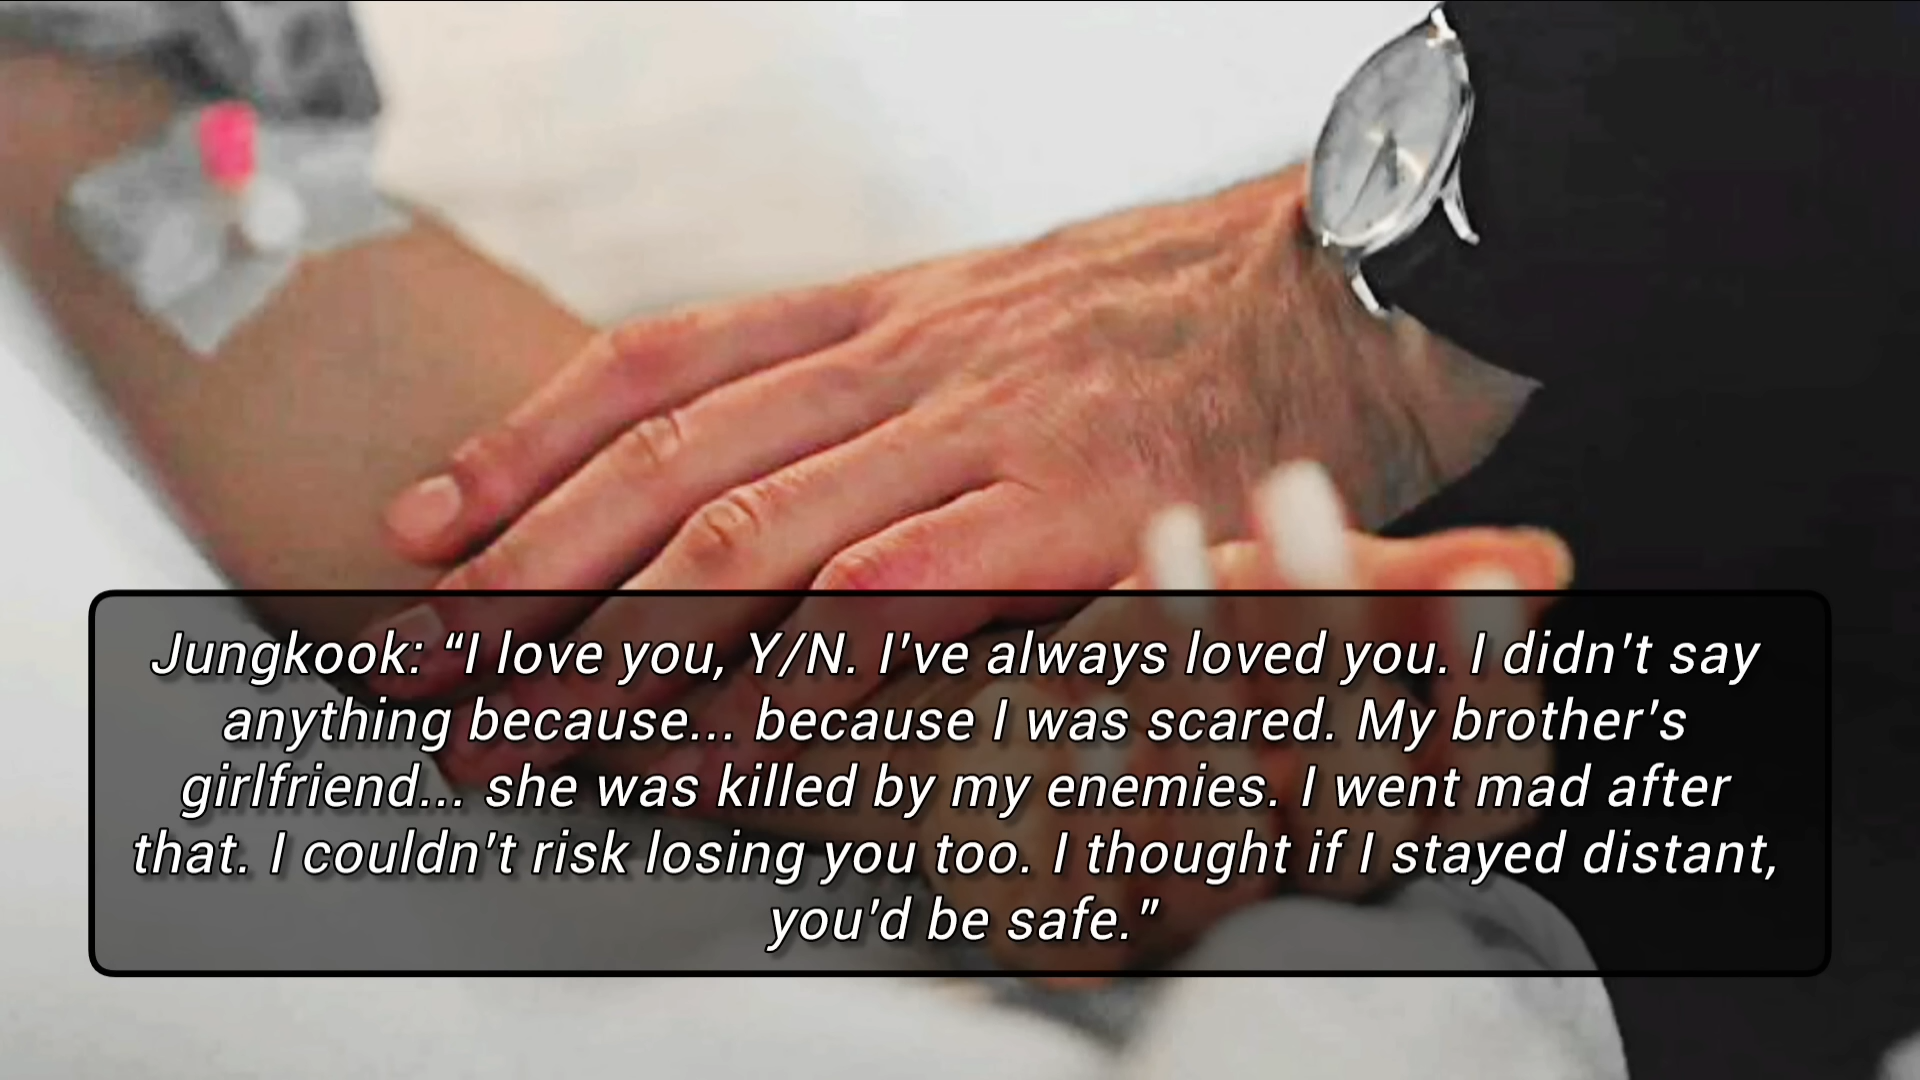 Jungkook: “I love you, Y/N. I've always loved you. I didn't say
anything because... because I was scared. My brother's
girlfriend... she was killed by my enemies. I went mad after
that. I couldn't risk losing you too. I thought if I stayed distant,
you'd be safe.”